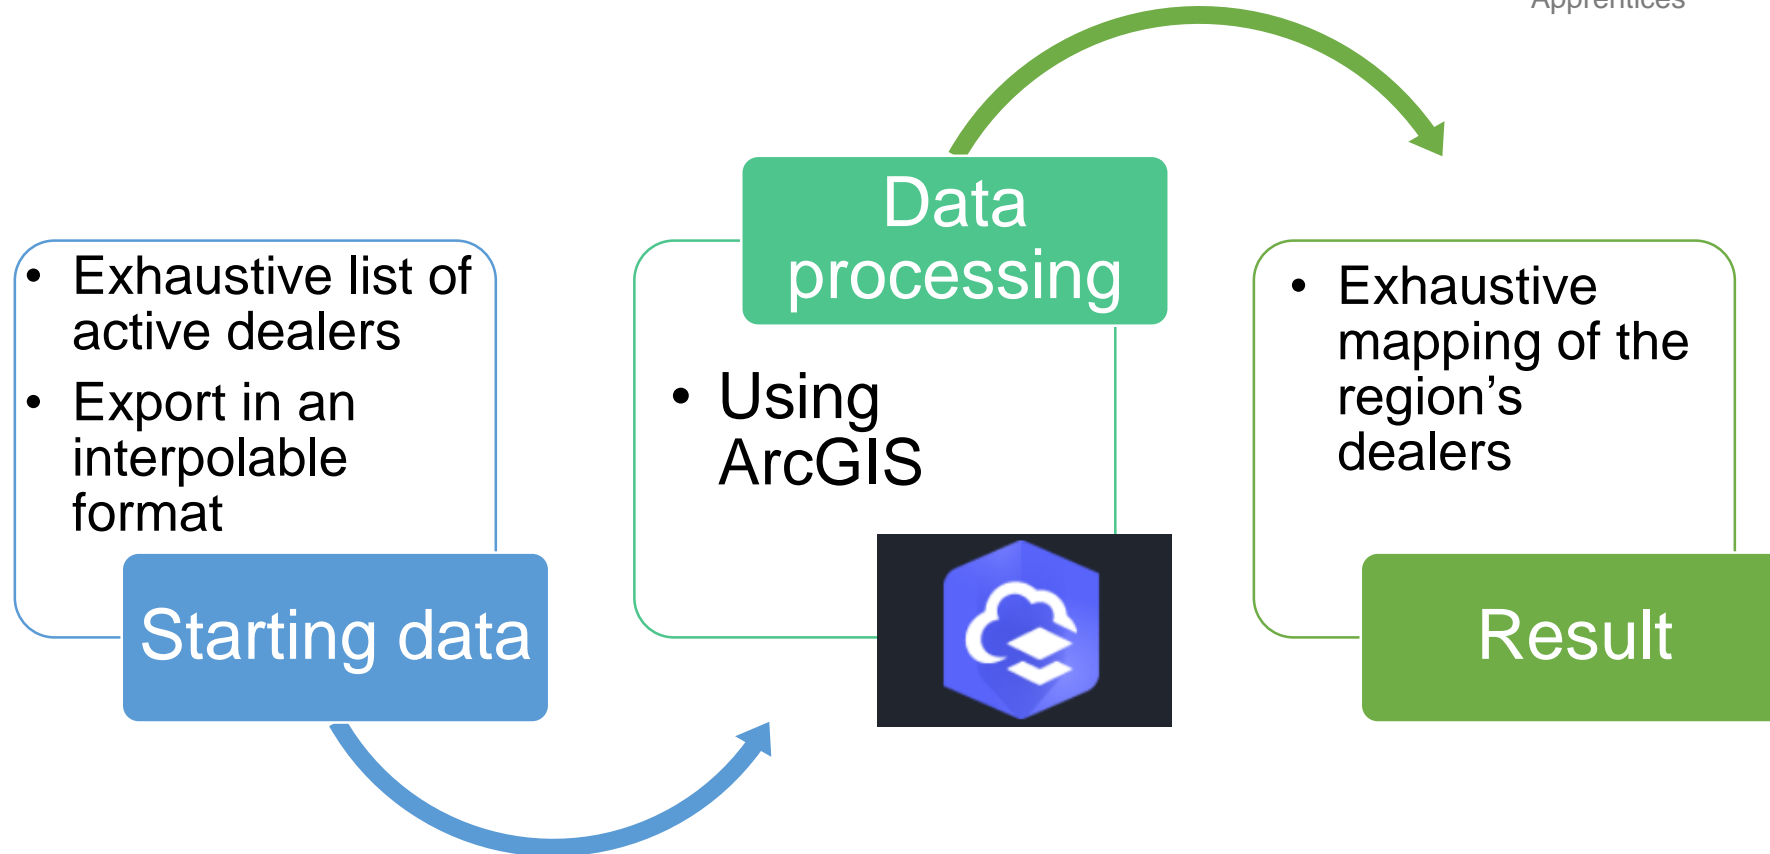 Apprentices
• Exhaustive list of
active dealers
• Export in an
interpolable
format
Starting data
Data
processing
• Using
ArcGIS
• Exhaustive
mapping of the
region’s
dealers
Result